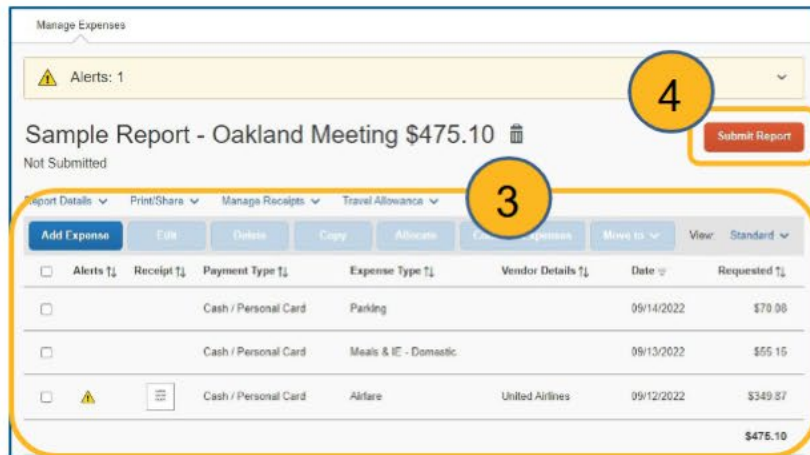 Manage Expenses
Alerts: 1
4
Sample Report - Oakland Meeting $475.10
Submit Report
Not Submitted
3
Report Details Print/Share Manage Receipts Travel Allowance
Add Expense Edit Delete Copy Allocate Expenses Move to View: Standard
Alerts Receipt Payment Type Expense Type Vendor Details Date Requested
Cash / Personal Card Parking 09/14/2022 $70.08
Cash / Personal Card Meals & IE - Domestic 09/13/2022 $55.15
Cash / Personal Card Airfare United Airlines 09/12/2022 $349.87
$475.10